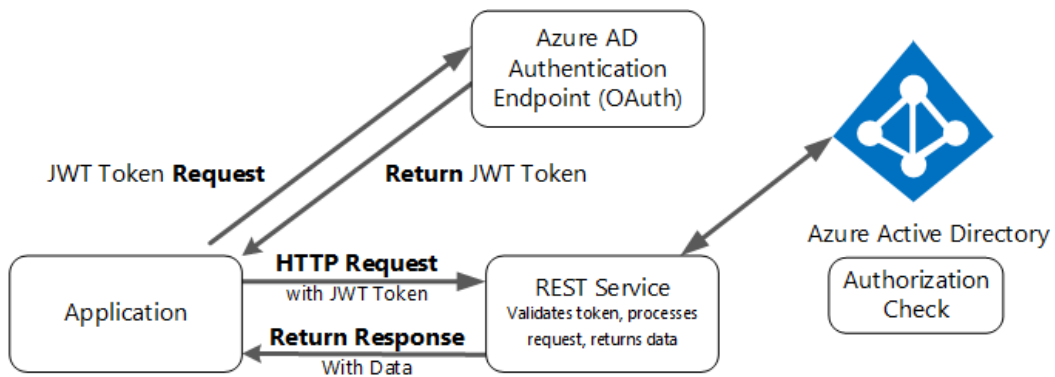 Azure AD
Authentication
Endpoint (OAuth)
JWT Token Request
Return JWT Token
Azure Active Directory
Authorization
Check
HTTP Request
with JWT Token
Application
REST Service
Validates token, processes
request, returns data
Return Response
With Data